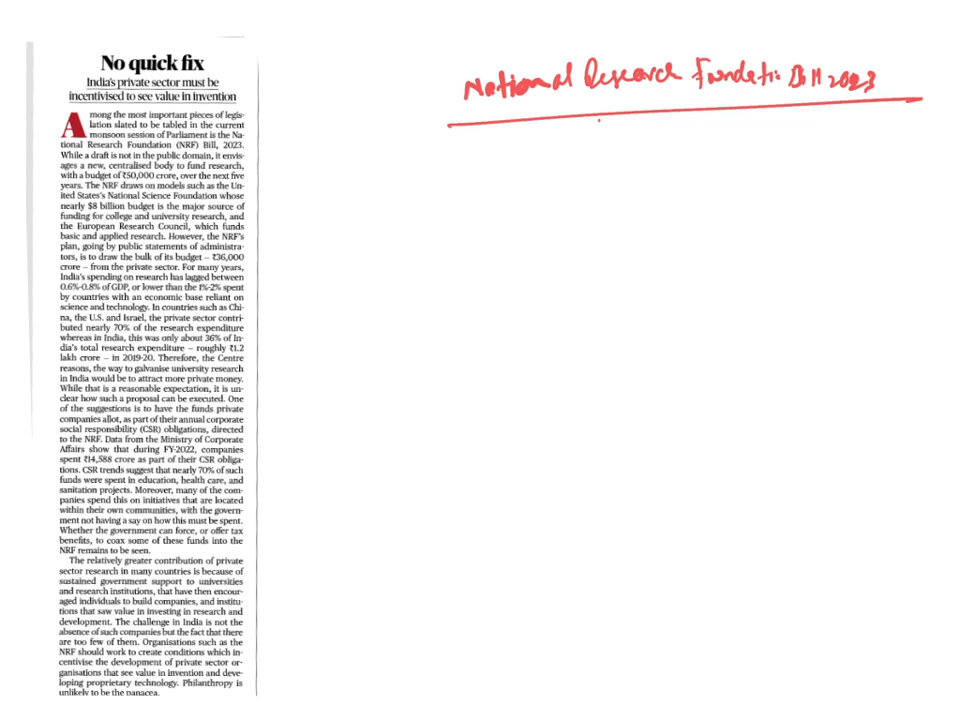 No quick fix
India's private sector must be
incentivised to see value in invention
Among the most important pieces of legis-
lation slated to be tabled in the current
monsoon session of Parliament is the Na-
tional Research Foundation (NRF) Bill, 2023.
While a draft is not in the public domain, it envis-
ages a new, centralised body to fund research,
with a budget of ₹50,000 crore, over the next five
years. The NRF draws on models such as the Un-
ited States's National Science Foundation whose
nearly $8 billion budget is the major source of
funding for college and university research, and
the European Research Council, which funds
basic and applied research. However, the NRF's
plan, going by public statements of administra-
tors, is to draw the bulk of its budget – ₹36,000
crore – from the private sector. For many years,
India's spending on research has lagged between
0.6%-0.8% of GDP, or lower than the 1%-2% spent
by countries with an economic base reliant on
science and technology. In countries such as Chi-
na, the U.S. and Israel, the private sector contri-
buted nearly 70% of the research expenditure
whereas in India, this was only about 36% of In-
dia's total research expenditure – roughly ₹1.2
lakh crore – in 2019-20. Therefore, the Centre
reasons, the way to galvanise university research
in India would be to attract more private money.
While that is a reasonable expectation, it is un-
clear how such a proposal can be executed. One
of the suggestions is to have the funds private
companies allot, as part of their annual corporate
social responsibility (CSR) obligations, directed
to the NRF. Data from the Ministry of Corporate
Affairs show that during FY-2022, companies
spent ₹14,588 crore as part of their CSR obliga-
tions. CSR trends suggest that nearly 70% of such
funds were spent in education, health care, and
sanitation projects. Moreover, many of the com-
panies spend this on initiatives that are located
within their own communities, with the govern-
ment not having a say on how this must be spent.
Whether the government can force, or offer tax
benefits, to coax some of these funds into the
NRF remains to be seen.
The relatively greater contribution of private
sector research in many countries is because of
sustained government support to universities
and research institutions, that have then encour-
aged individuals to build companies, and institu-
tions that saw value in investing in research and
development. The challenge in India is not the
absence of such companies but the fact that there
are too few of them. Organisations such as the
NRF should work to create conditions which in-
centivise the development of private sector or-
ganisations that see value in invention and deve-
loping proprietary technology. Philanthropy is
unlikely to be the panacea.
National Research Foundati: Bill 2023